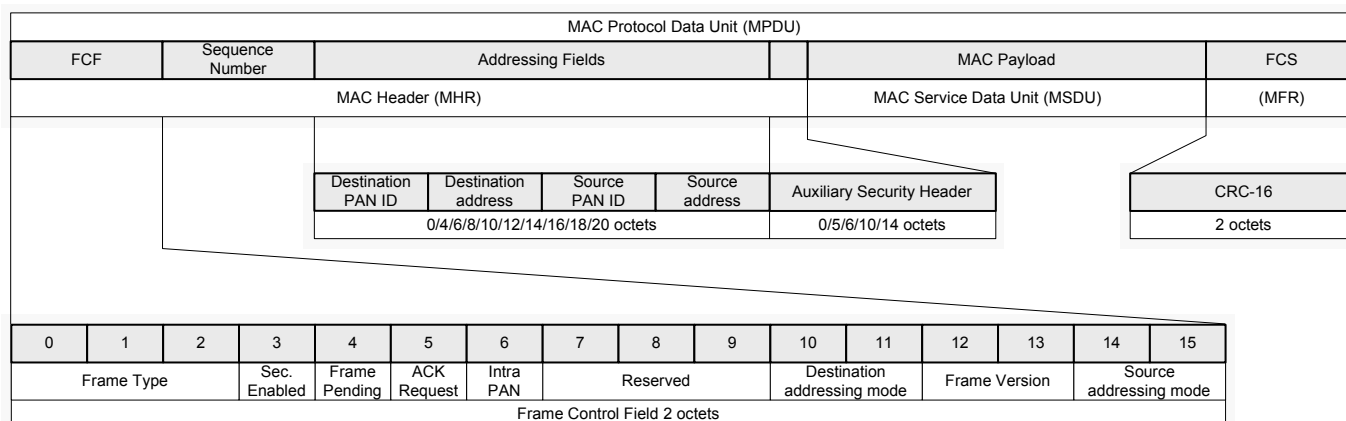 MAC Protocol Data Unit (MPDU)
FCF
Sequence
Number
Addressing Fields
MAC Payload
FCS
MAC Header (MHR)
MAC Service Data Unit (MSDU)
(MFR)
Destination
PAN ID
Destination
address
Source
PAN ID
Source
address
Auxiliary Security Header
CRC-16
0/4/6/8/10/12/14/16/18/20 octets
0/5/6/10/14 octets
2 octets
0 1 2 3 4 5 6 7 8 9 10 11 12 13 14 15
Frame Type
Sec.
Enabled
Frame
Pending
ACK
Request
Intra
PAN
Reserved
Destination
addressing mode
Frame Version
Source
addressing mode
Frame Control Field 2 octets